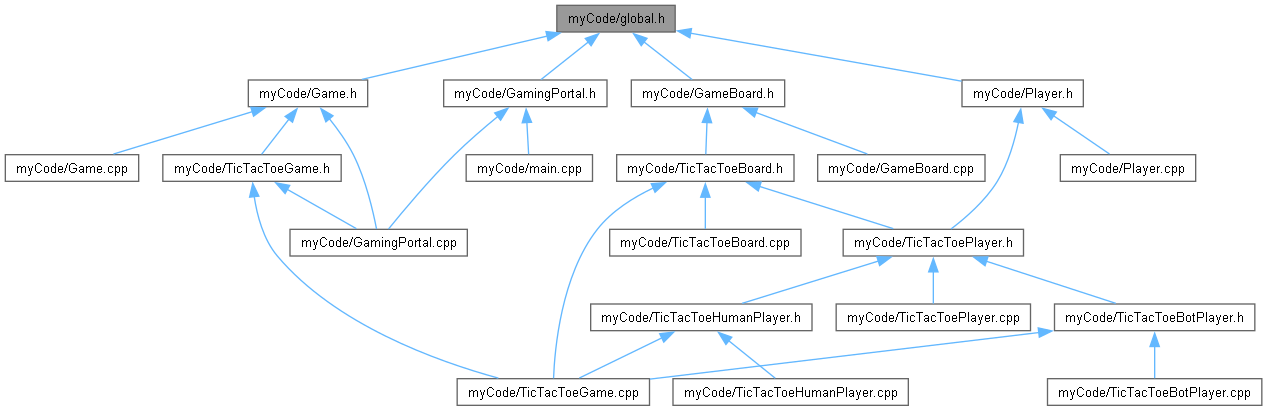 myCode/global.h
myCode/Game.h
myCode/GamingPortal.h
myCode/GameBoard.h
myCode/Player.h
myCode/Game.cpp
myCode/TicTacToeGame.h
myCode/main.cpp
myCode/TicTacToeBoard.h
myCode/GameBoard.cpp
myCode/Player.cpp
myCode/GamingPortal.cpp
myCode/TicTacToeBoard.cpp
myCode/TicTacToePlayer.h
myCode/TicTacToeHumanPlayer.h
myCode/TicTacToePlayer.cpp
myCode/TicTacToeBotPlayer.h
myCode/TicTacToeGame.cpp
myCode/TicTacToeHumanPlayer.cpp
myCode/TicTacToeBotPlayer.cpp